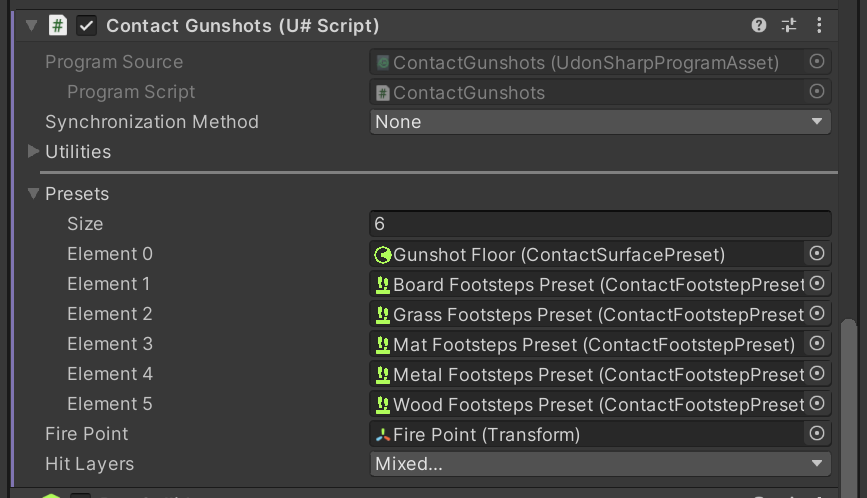 Contact Gunshots (U# Script)
Program Source ContactGunshots (UdonSharpProgramAsset)
Program Script ContactGunshots
Synchronization Method None
Utilities
Presets
Size 6
Element 0 Gunshot Floor (ContactSurfacePreset)
Element 1 Board Footsteps Preset (ContactFootstepPreset
Element 2 Grass Footsteps Preset (ContactFootstepPreset
Element 3 Mat Footsteps Preset (ContactFootstepPreset)
Element 4 Metal Footsteps Preset (ContactFootstepPreset
Element 5 Wood Footsteps Preset (ContactFootstepPreset
Fire Point Fire Point (Transform)
Hit Layers Mixed...